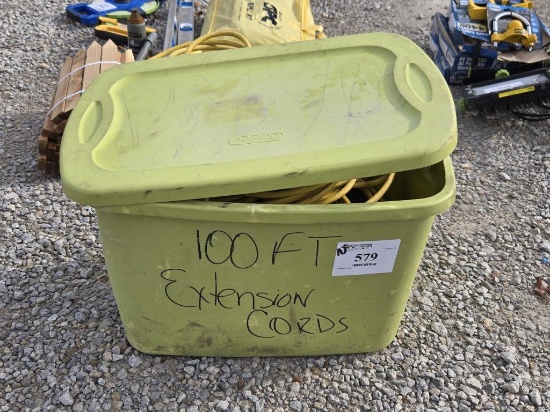 100 FT
579
Extension
CORDS